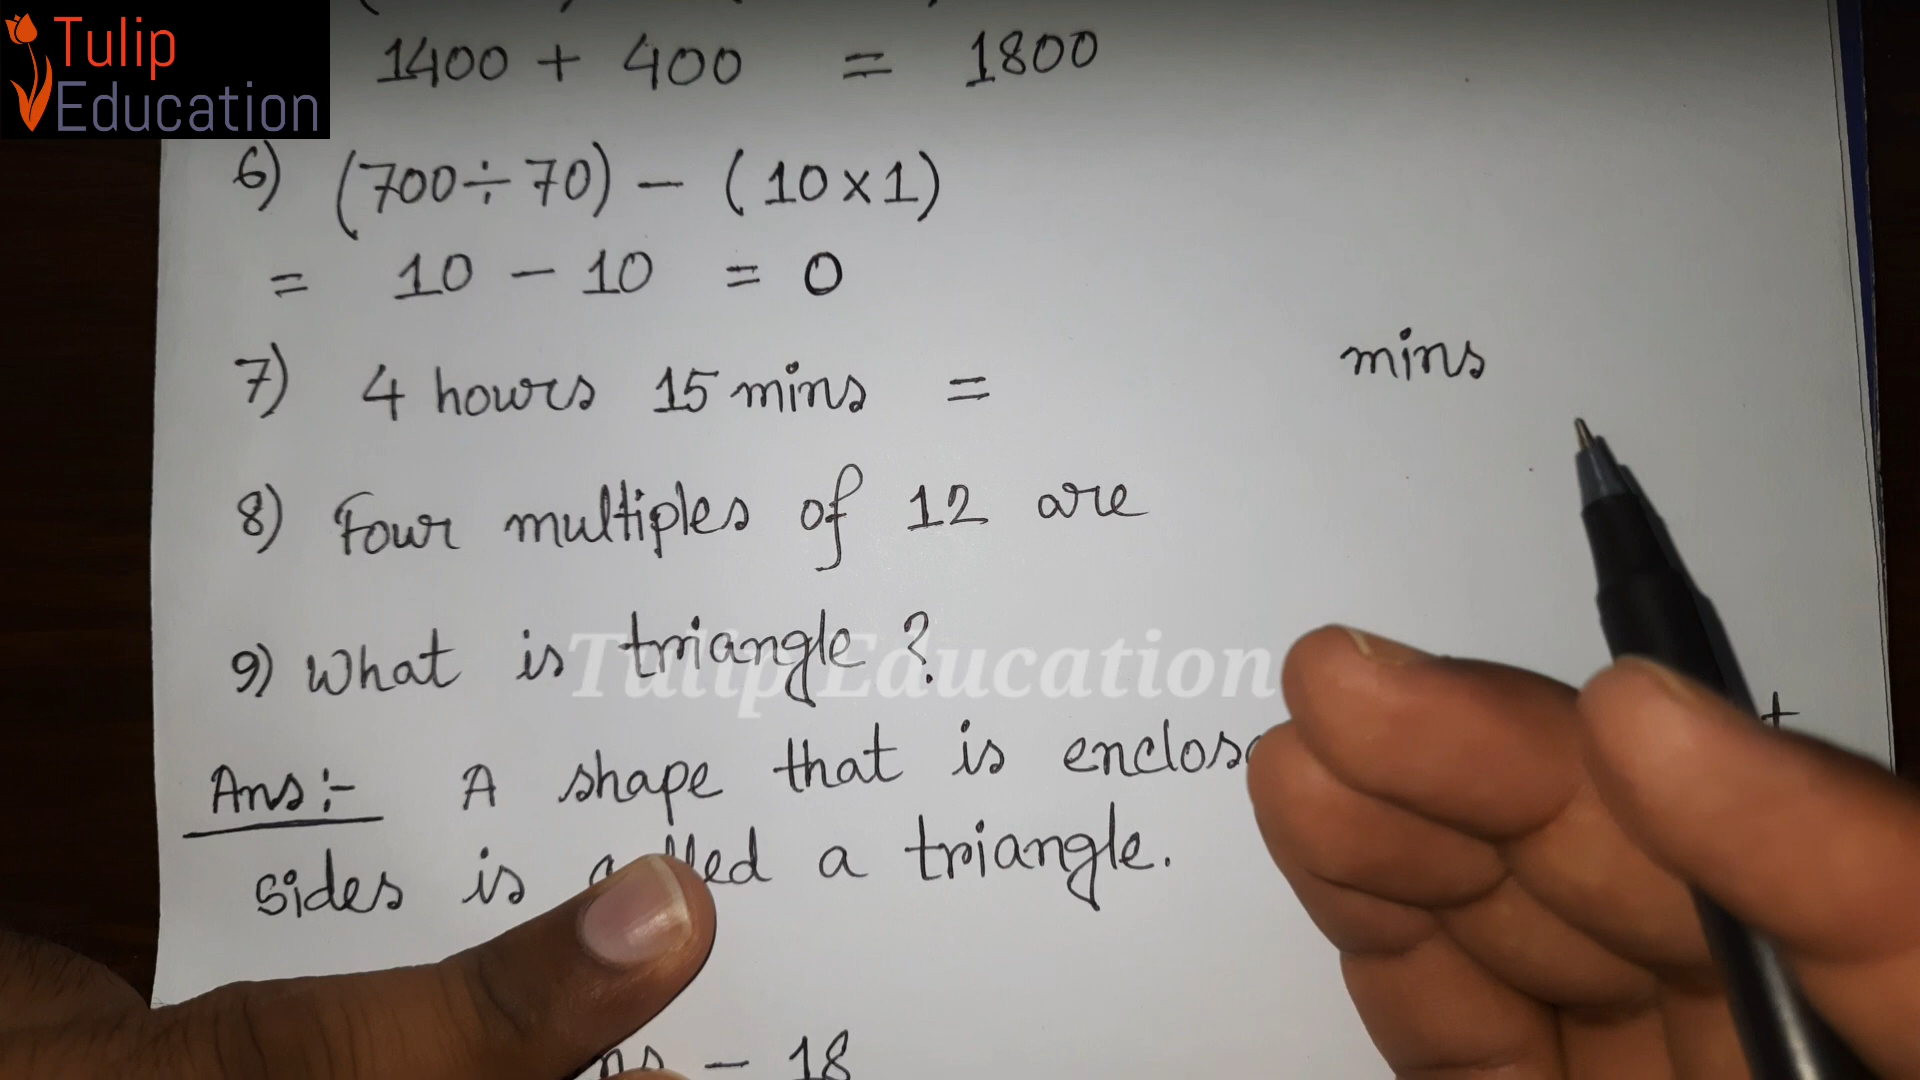 Tulip
Education
1400 + 400 = 1800
6) (700÷70) - (10×1)
= 10 - 10 = 0
7) 4 hours 15 mins = mins
8) Four multiples of 12 are
9) What is triangle?
Tulip Education
Ans:- A shape that is
sides is called a triangle.
- 18